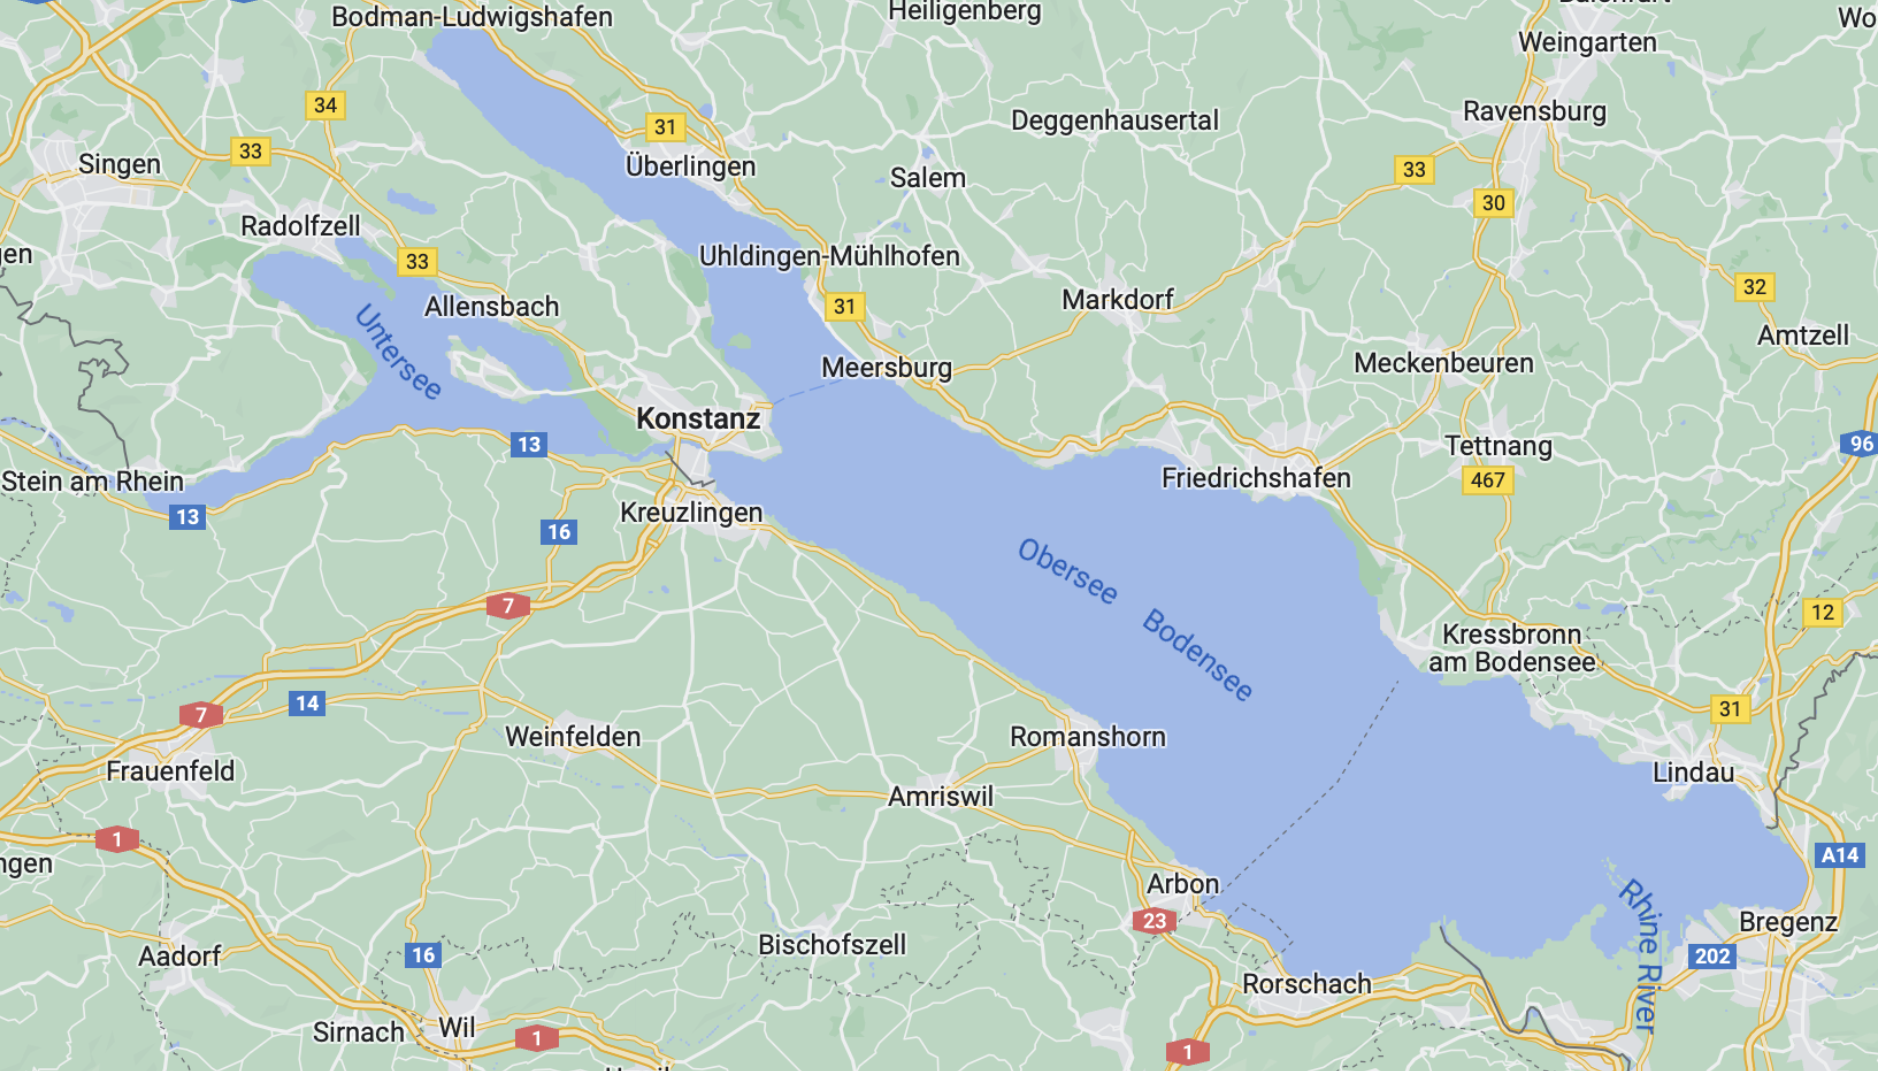 Bodman-Ludwigshafen
Heiligenberg
Weingarten
34
31
Deggenhausertal
Ravensburg
33
Singen
Überlingen
Salem
33
30
Radolfzell
33
Uhldingen-Mühlhofen
32
Allensbach
31
Markdorf
Amtzell
Untersee
Meersburg
Meckenbeuren
Konstanz
13
Tettnang
96
Stein am Rhein
Friedrichshafen
467
13
Kreuzlingen
16
Obersee
Bodensee
7
12
Kressbronn
am Bodensee
7
14
31
Weinfelden
Romanshorn
Frauenfeld
Amriswil
Lindau
1
A14
Arbon
23
Rhine River
Bregenz
Aadorf
16
Bischofszell
202
Rorschach
Sirnach
Wil
1
1